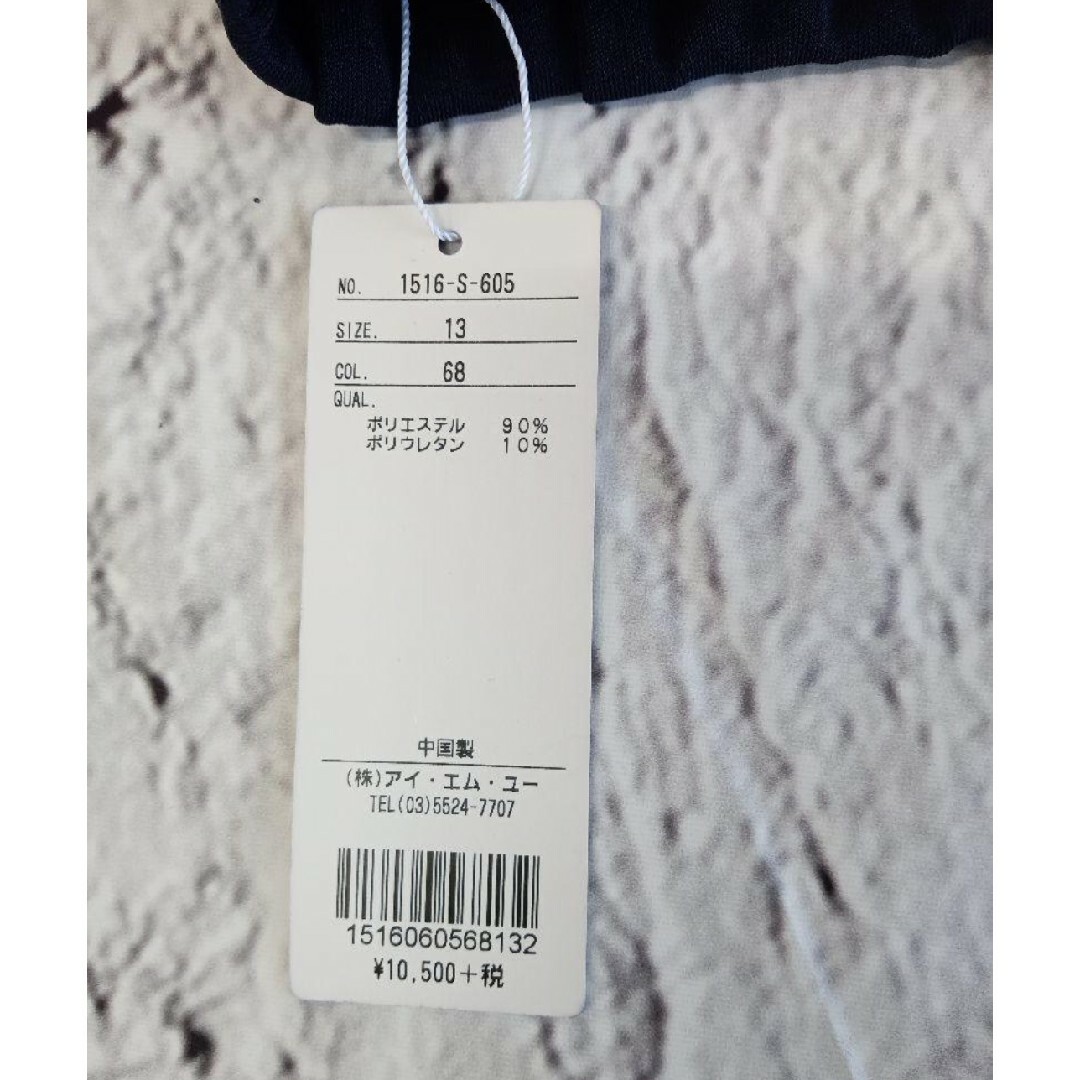 NO. 1516-S-605
SIZE. 13
COL. 68
QUAL.
ポリエステル 90%
ポリウレタン 10%
中国製
(株)アイ・エム・ユー
TEL(03)5524-7707
1516060568132
¥10,500+税